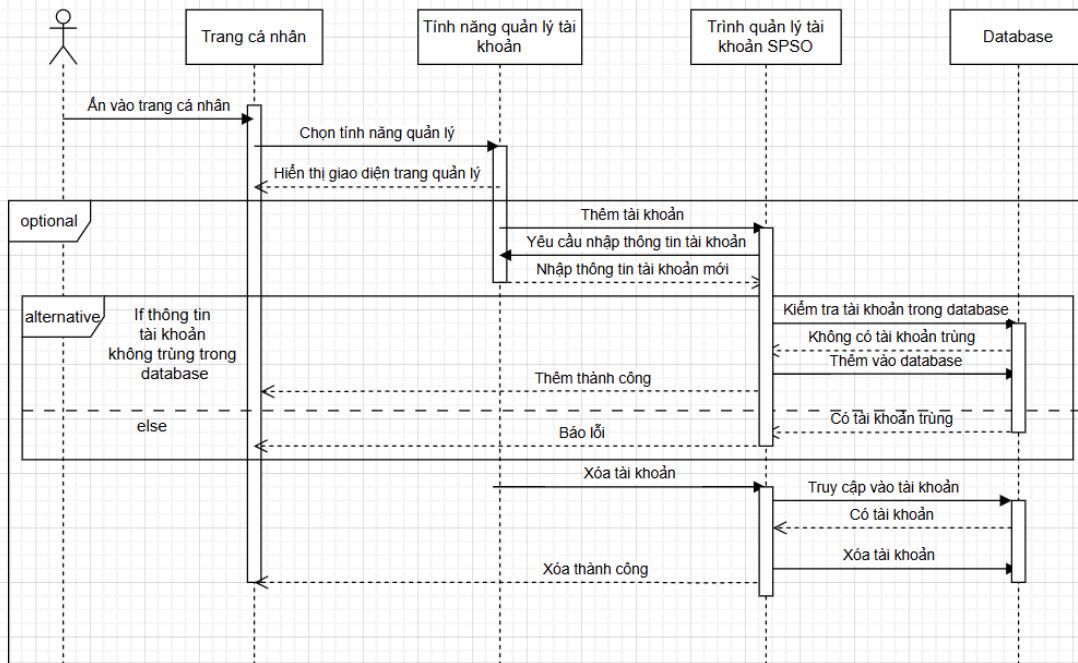 Trang cá nhân
Tính năng quản lý tài
khoản
Trình quản lý tài
khoản SPSO
Database
Ấn vào trang cá nhân
Chọn tính năng quản lý
Hiển thị giao diện trang quản lý
optional
Thêm tài khoản
Yêu cầu nhập thông tin tài khoản
Nhập thông tin tài khoản mới
alternative
If thông tin
tài khoản
không trùng trong
database
Kiểm tra tài khoản trong database
Không có tài khoản trùng
Thêm vào database
Thêm thành công
else
Có tài khoản trùng
Báo lỗi
Xóa tài khoản
Truy cập vào tài khoản
Có tài khoản
Xóa tài khoản
Xóa thành công